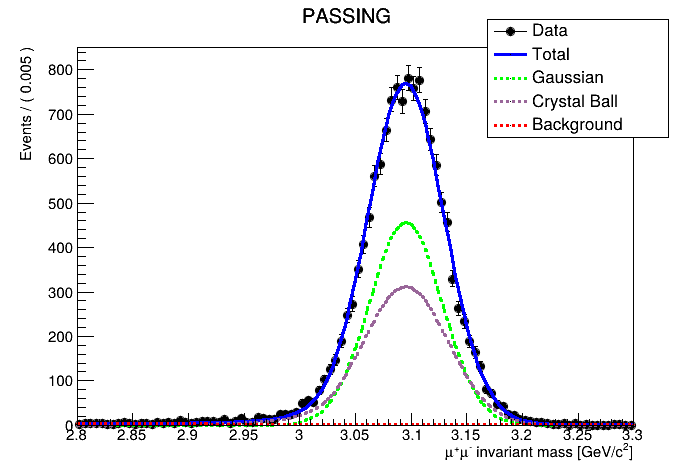 PASSING
Data
Total
Gaussian
Crystal Ball
Background
Events / ( 0.005 )
800
700
600
500
400
300
200
100
0
2.8 2.85 2.9 2.95 3 3.05 3.1 3.15 3.2 3.25 3.3
μ⁺μ⁻ invariant mass [GeV/c²]